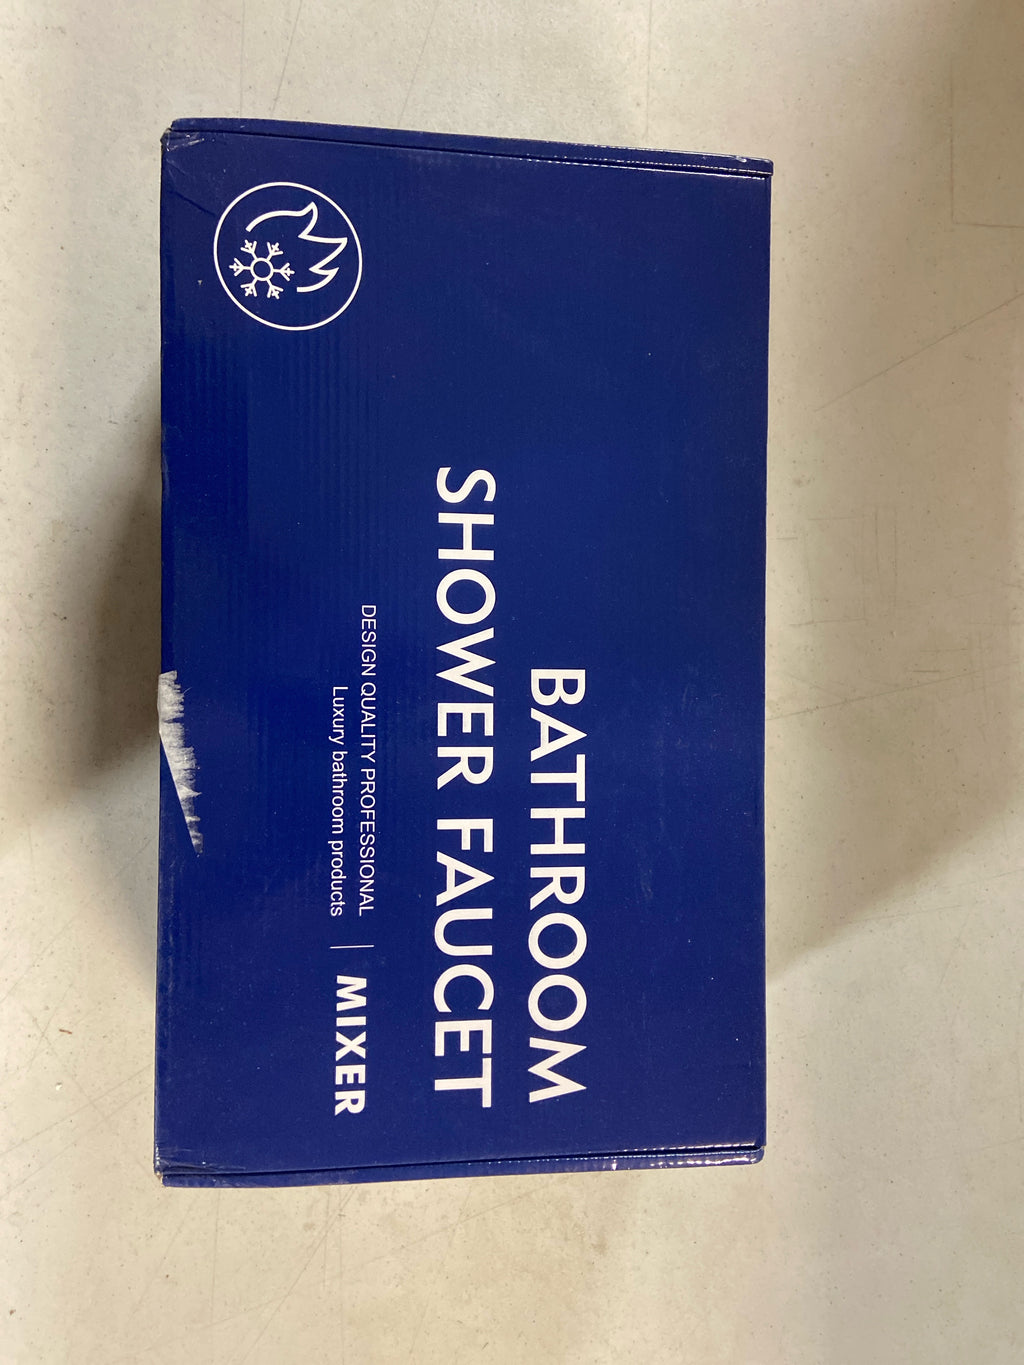 BATHROOM
SHOWER FAUCET
DESIGN QUALITY PROFESSIONAL
Luxury bathroom products
MIXER